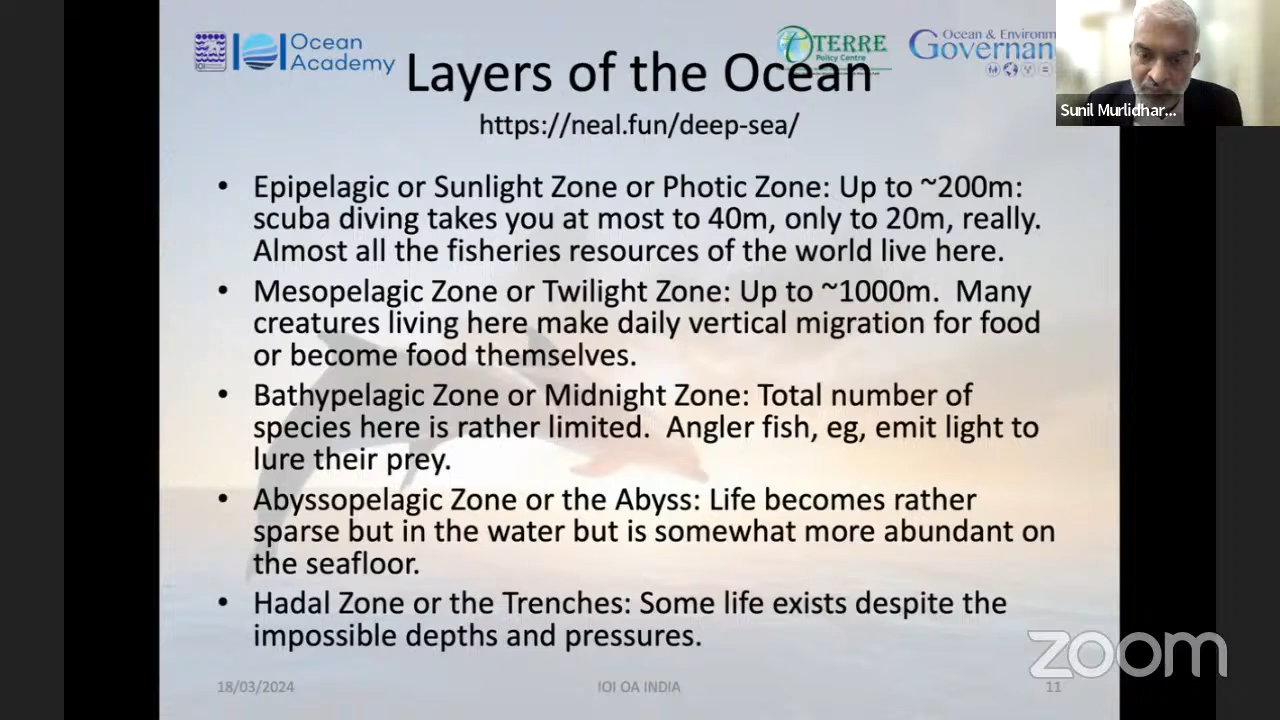 Ocean
Academy
IOI
TERRE
Policy Centre
Ocean & Environm
Governan
Layers of the Ocean
https://neal.fun/deep-sea/
Sunil Murlidhar...
• Epipelagic or Sunlight Zone or Photic Zone: Up to ~200m:
scuba diving takes you at most to 40m, only to 20m, really.
Almost all the fisheries resources of the world live here.
• Mesopelagic Zone or Twilight Zone: Up to ~1000m.  Many
creatures living here make daily vertical migration for food
or become food themselves.
• Bathypelagic Zone or Midnight Zone: Total number of
species here is rather limited.  Angler fish, eg, emit light to
lure their prey.
• Abyssopelagic Zone or the Abyss: Life becomes rather
sparse but in the water but is somewhat more abundant on
the seafloor.
• Hadal Zone or the Trenches: Some life exists despite the
impossible depths and pressures.
zoom
18/03/2024
IOI OA INDIA
11